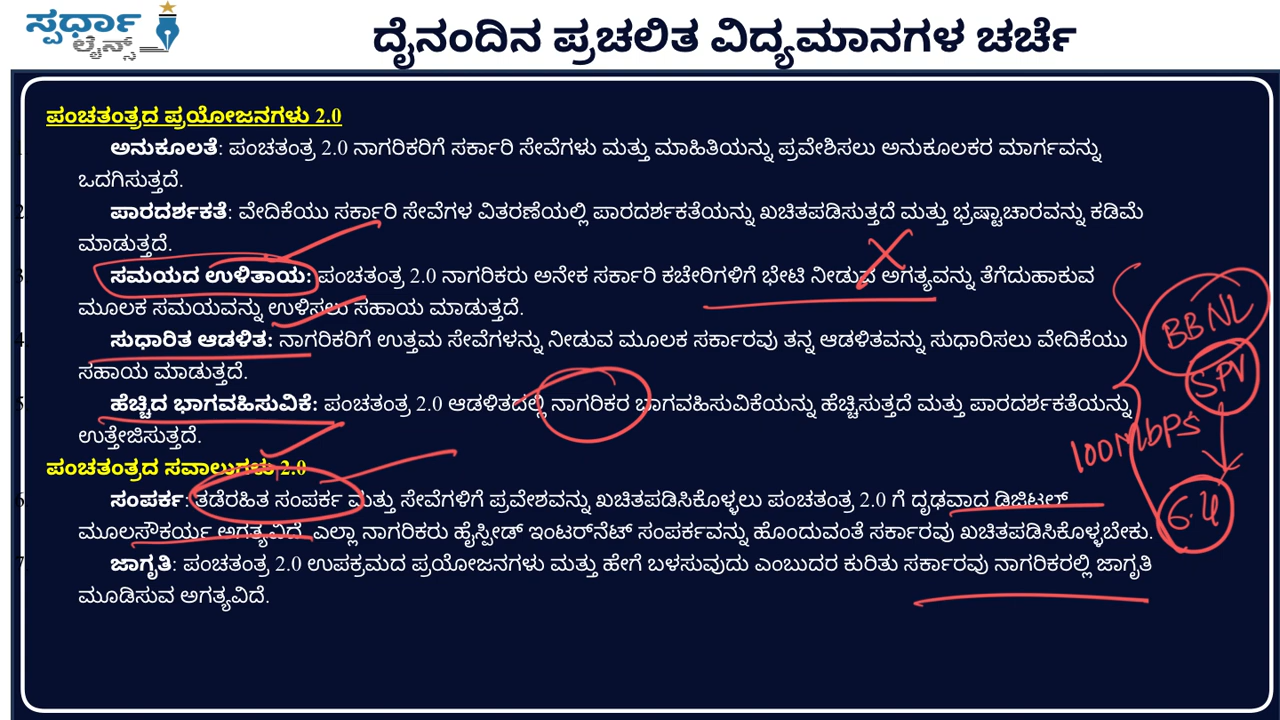 ಸ್ಪರ್ಧಾ
ಲೈನ್ಸ್
ದೈನಂದಿನ ಪ್ರಚಲಿತ ವಿದ್ಯಮಾನಗಳ ಚರ್ಚೆ
ಪಂಚತಂತ್ರದ ಪ್ರಯೋಜನಗಳು 2.0
1. ಅನುಕೂಲತೆ: ಪಂಚತಂತ್ರ 2.0 ನಾಗರಿಕರಿಗೆ ಸರ್ಕಾರಿ ಸೇವೆಗಳು ಮತ್ತು ಮಾಹಿತಿಯನ್ನು ಪ್ರವೇಶಿಸಲು ಅನುಕೂಲಕರ ಮಾರ್ಗವನ್ನು
ಒದಗಿಸುತ್ತದೆ.
2. ಪಾರದರ್ಶಕತೆ: ವೇದಿಕೆಯು ಸರ್ಕಾರಿ ಸೇವೆಗಳ ವಿತರಣೆಯಲ್ಲಿ ಪಾರದರ್ಶಕತೆಯನ್ನು ಖಚಿತಪಡಿಸುತ್ತದೆ ಮತ್ತು ಭ್ರಷ್ಟಾಚಾರವನ್ನು ಕಡಿಮೆ
ಮಾಡುತ್ತದೆ.
3. ಸಮಯದ ಉಳಿತಾಯ: ಪಂಚತಂತ್ರ 2.0 ನಾಗರಿಕರು ಅನೇಕ ಸರ್ಕಾರಿ ಕಚೇರಿಗಳಿಗೆ ಭೇಟಿ ನೀಡುವ ಅಗತ್ಯವನ್ನು ತೆಗೆದುಹಾಕುವ
ಮೂಲಕ ಸಮಯವನ್ನು ಉಳಿಸಲು ಸಹಾಯ ಮಾಡುತ್ತದೆ.
BBNL
4. ಸುಧಾರಿತ ಆಡಳಿತ: ನಾಗರಿಕರಿಗೆ ಉತ್ತಮ ಸೇವೆಗಳನ್ನು ನೀಡುವ ಮೂಲಕ ಸರ್ಕಾರವು ತನ್ನ ಆಡಳಿತವನ್ನು ಸುಧಾರಿಸಲು ವೇದಿಕೆಯು
ಸಹಾಯ ಮಾಡುತ್ತದೆ.
SPV
5. ಹೆಚ್ಚಿದ ಭಾಗವಹಿಸುವಿಕೆ: ಪಂಚತಂತ್ರ 2.0 ಆಡಳಿತದಲ್ಲಿ ನಾಗರಿಕರ ಭಾಗವಹಿಸುವಿಕೆಯನ್ನು ಹೆಚ್ಚಿಸುತ್ತದೆ ಮತ್ತು ಪಾರದರ್ಶಕತೆಯನ್ನು
ಉತ್ತೇಜಿಸುತ್ತದೆ.
100Mbps
ಪಂಚತಂತ್ರದ ಸವಾಲುಗಳು 2.0
6. ಸಂಪರ್ಕ: ತಡೆರಹಿತ ಸಂಪರ್ಕ ಮತ್ತು ಸೇವೆಗಳಿಗೆ ಪ್ರವೇಶವನ್ನು ಖಚಿತಪಡಿಸಿಕೊಳ್ಳಲು ಪಂಚತಂತ್ರ 2.0 ಗೆ ದೃಢವಾದ ಡಿಜಿಟಲ್
ಮೂಲಸೌಕರ್ಯ ಅಗತ್ಯವಿದೆ. ಎಲ್ಲಾ ನಾಗರಿಕರು ಹೈಸ್ಪೀಡ್ ಇಂಟರ್‌ನೆಟ್ ಸಂಪರ್ಕವನ್ನು ಹೊಂದುವಂತೆ ಸರ್ಕಾರವು ಖಚಿತಪಡಿಸಿಕೊಳ್ಳಬೇಕು.
7. ಜಾಗೃತಿ: ಪಂಚತಂತ್ರ 2.0 ಉಪಕ್ರಮದ ಪ್ರಯೋಜನಗಳು ಮತ್ತು ಹೇಗೆ ಬಳಸುವುದು ಎಂಬುದರ ಕುರಿತು ಸರ್ಕಾರವು ನಾಗರಿಕರಲ್ಲಿ ಜಾಗೃತಿ
ಮೂಡಿಸುವ ಅಗತ್ಯವಿದೆ.